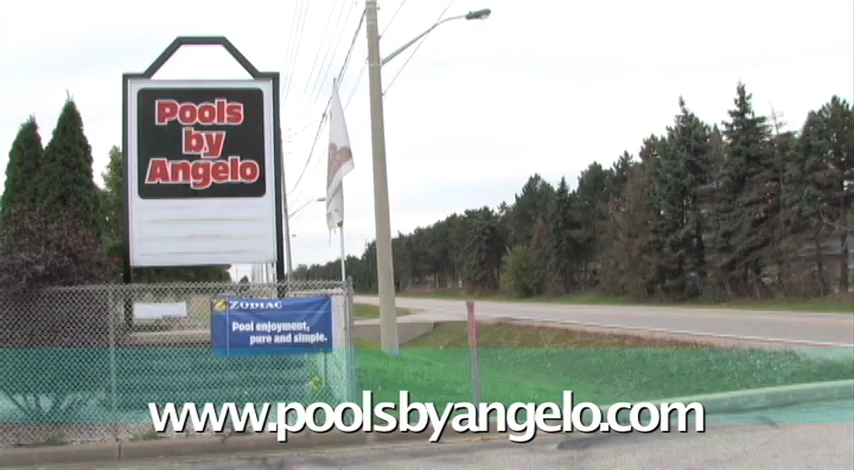 Pools
by
Angelo
ZODIAC
Pool enjoyment,
pure and simple.
www.poolsbyangelo.com